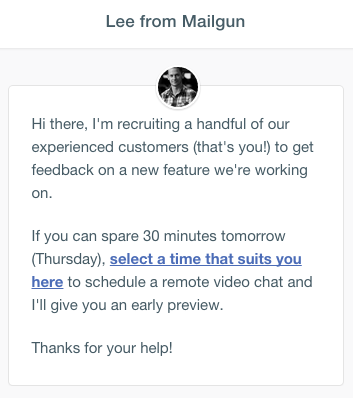 Lee from Mailgun
Hi there, I'm recruiting a handful of our
experienced customers (that's you!) to get
feedback on a new feature we're working
on.
If you can spare 30 minutes tomorrow
(Thursday), select a time that suits you
here to schedule a remote video chat and
I'll give you an early preview.
Thanks for your help!